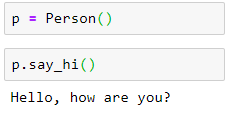 p = Person()
p.say_hi()
Hello, how are you?